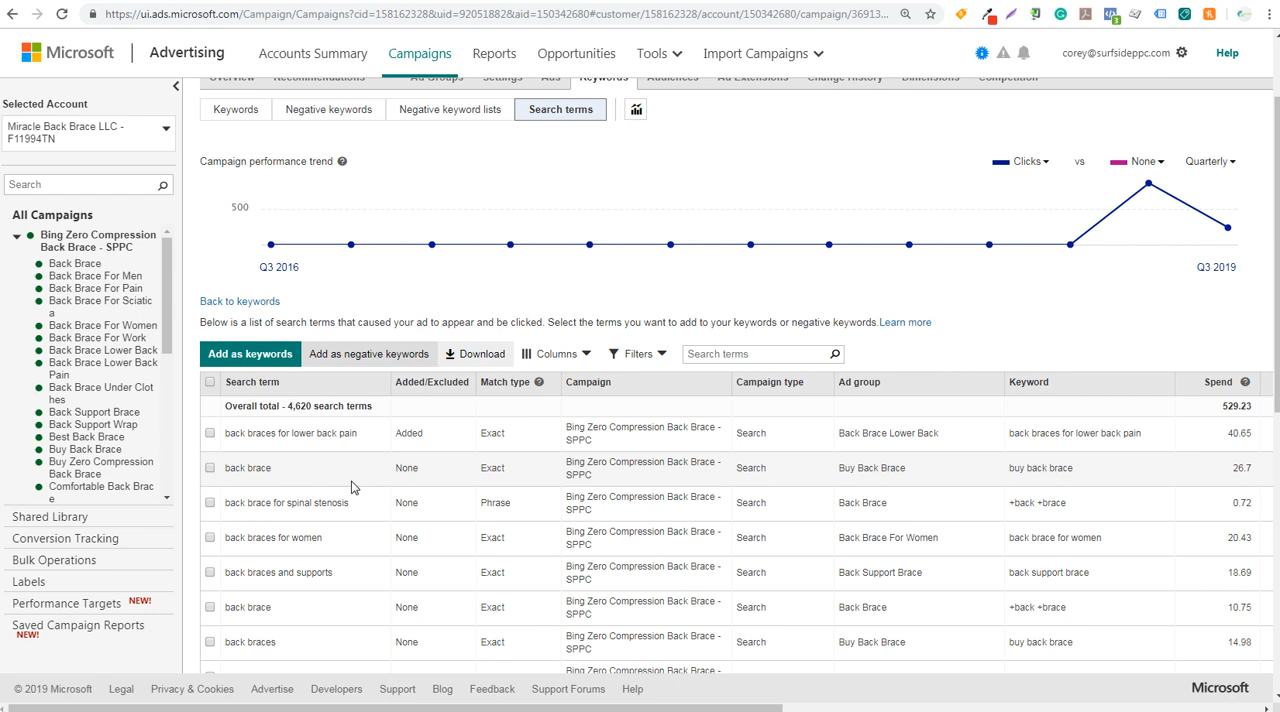 https://ui.ads.microsoft.com/Campaign/Campaigns?cid=158162328&uid=92051882&aid=150342680#customer/158162328/account/150342680/campaign/36913...
Microsoft Advertising Accounts Summary Campaigns Reports Opportunities Tools Import Campaigns corey@surfsideppc.com Help
Overview Recommendations Ad Groups Settings Ads Keywords Audiences Ad Extensions Change History Dimensions Competition
Selected Account
Miracle Back Brace LLC -
F11994TN
Search
All Campaigns
Bing Zero Compression
Back Brace - SPPC
Back Brace
Back Brace For Men
Back Brace For Pain
Back Brace For Sciatic
a
Back Brace For Women
Back Brace For Work
Back Brace Lower Back
Back Brace Lower Back
Pain
Back Brace Under Clot
hes
Back Support Brace
Back Support Wrap
Best Back Brace
Buy Back Brace
Buy Zero Compression
Back Brace
Comfortable Back Brac
e
Shared Library
Conversion Tracking
Bulk Operations
Labels
Performance Targets NEW!
Saved Campaign Reports
NEW!
Keywords Negative keywords Negative keyword lists Search terms
Campaign performance trend Clicks vs None Quarterly
500
Q3 2016 Q3 2019
Back to keywords
Below is a list of search terms that caused your ad to appear and be clicked. Select the terms you want to add to your keywords or negative keywords. Learn more
Add as keywords Add as negative keywords Download Columns Filters Search terms
Search term Added/Excluded Match type Campaign Campaign type Ad group Keyword Spend
Overall total - 4,620 search terms 529.23
back braces for lower back pain Added Exact Bing Zero Compression Back Brace - SPPC Search Back Brace Lower Back back braces for lower back pain 40.65
back brace None Exact Bing Zero Compression Back Brace - SPPC Search Buy Back Brace buy back brace 26.7
back brace for spinal stenosis None Phrase Bing Zero Compression Back Brace - SPPC Search Back Brace +back +brace 0.72
back braces for women None Exact Bing Zero Compression Back Brace - SPPC Search Back Brace For Women back brace for women 20.43
back braces and supports None Exact Bing Zero Compression Back Brace - SPPC Search Back Support Brace back support brace 18.69
back brace None Exact Bing Zero Compression Back Brace - SPPC Search Back Brace +back +brace 10.75
back braces None Exact Bing Zero Compression Back Brace - SPPC Search Buy Back Brace buy back brace 14.98
Bing Zero Compression Back Brace -
© 2019 Microsoft Legal Privacy & Cookies Advertise Developers Support Blog Feedback Support Forums Help Microsoft